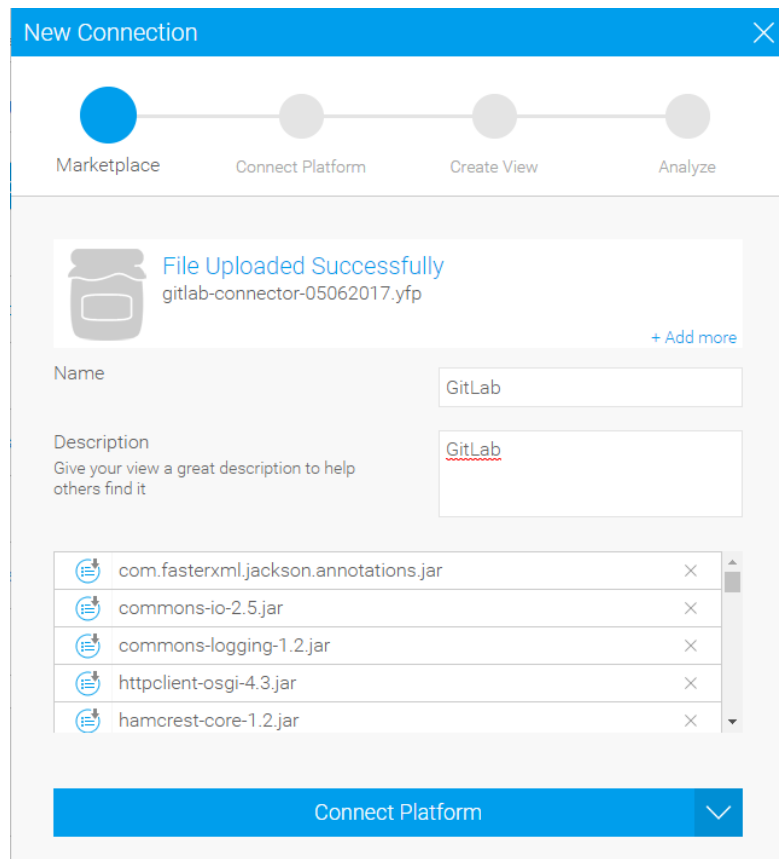 New Connection
Marketplace
Connect Platform
Create View
Analyze
File Uploaded Successfully
gitlab-connector-05062017.yfp
+ Add more
Name
GitLab
Description
Give your view a great description to help
others find it
GitLab
com.fasterxml.jackson.annotations.jar
commons-io-2.5.jar
commons-logging-1.2.jar
httpclient-osgi-4.3.jar
hamcrest-core-1.2.jar
Connect Platform